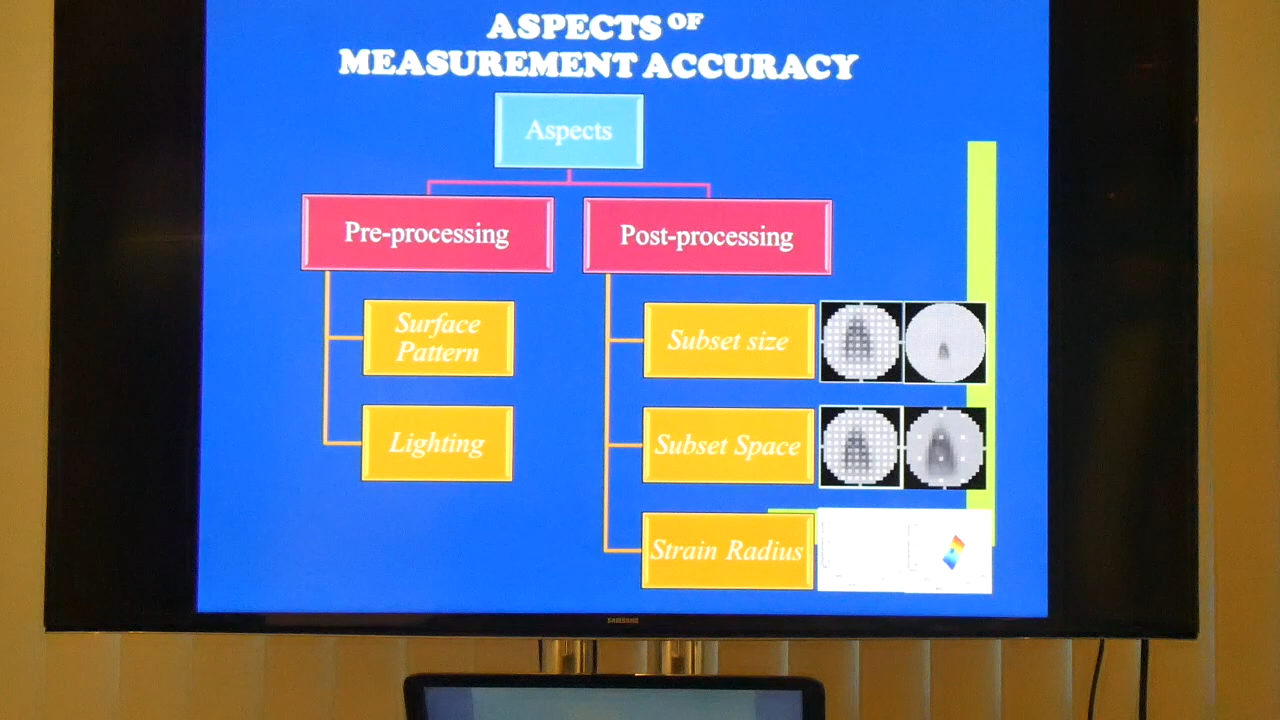 ASPECTS OF
MEASUREMENT ACCURACY
Aspects
Pre-processing
Post-processing
Surface
Pattern
Lighting
Subset size
Subset Space
Strain Radius
SAMSUNG